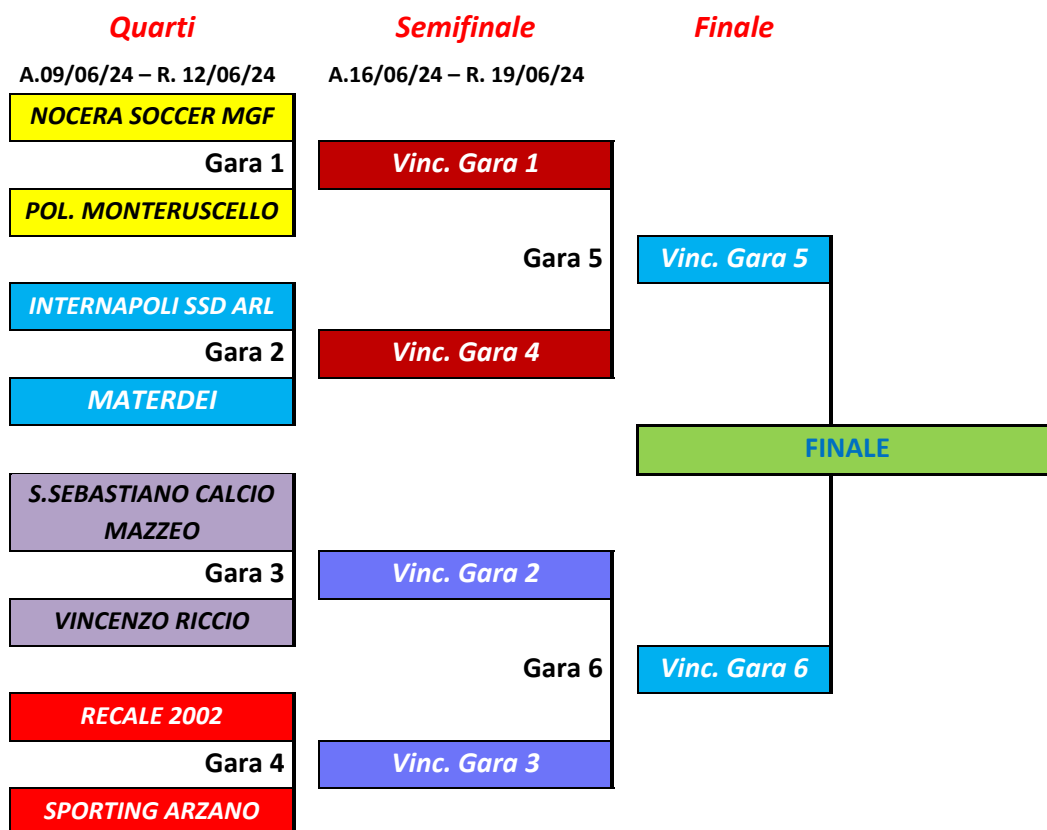 Quarti
Semifinale
Finale
A.09/06/24 – R. 12/06/24
A.16/06/24 – R. 19/06/24
NOCERA SOCCER MGF
Gara 1
POL. MONTERUSCELLO
INTERNAPOLI SSD ARL
Gara 2
MATERDEI
S.SEBASTIANO CALCIO
MAZZEO
Gara 3
VINCENZO RICCIO
RECALE 2002
Gara 4
SPORTING ARZANO
Vinc. Gara 1
Gara 5
Vinc. Gara 4
Vinc. Gara 2
Gara 6
Vinc. Gara 3
Vinc. Gara 5
FINALE
Vinc. Gara 6